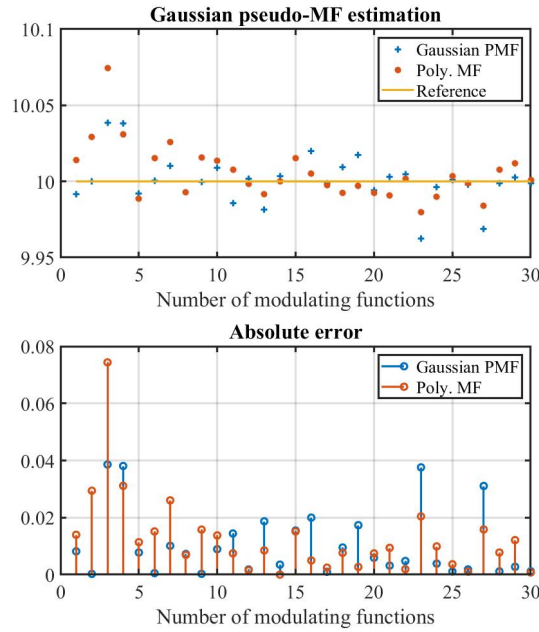 Gaussian pseudo-MF estimation
10.1
10.05
10
9.95
Gaussian PMF
Poly. MF
Reference
0 5 10 15 20 25 30
Number of modulating functions
Absolute error
0.08
0.06
0.04
0.02
0
Gaussian PMF
Poly. MF
0 5 10 15 20 25 30
Number of modulating functions